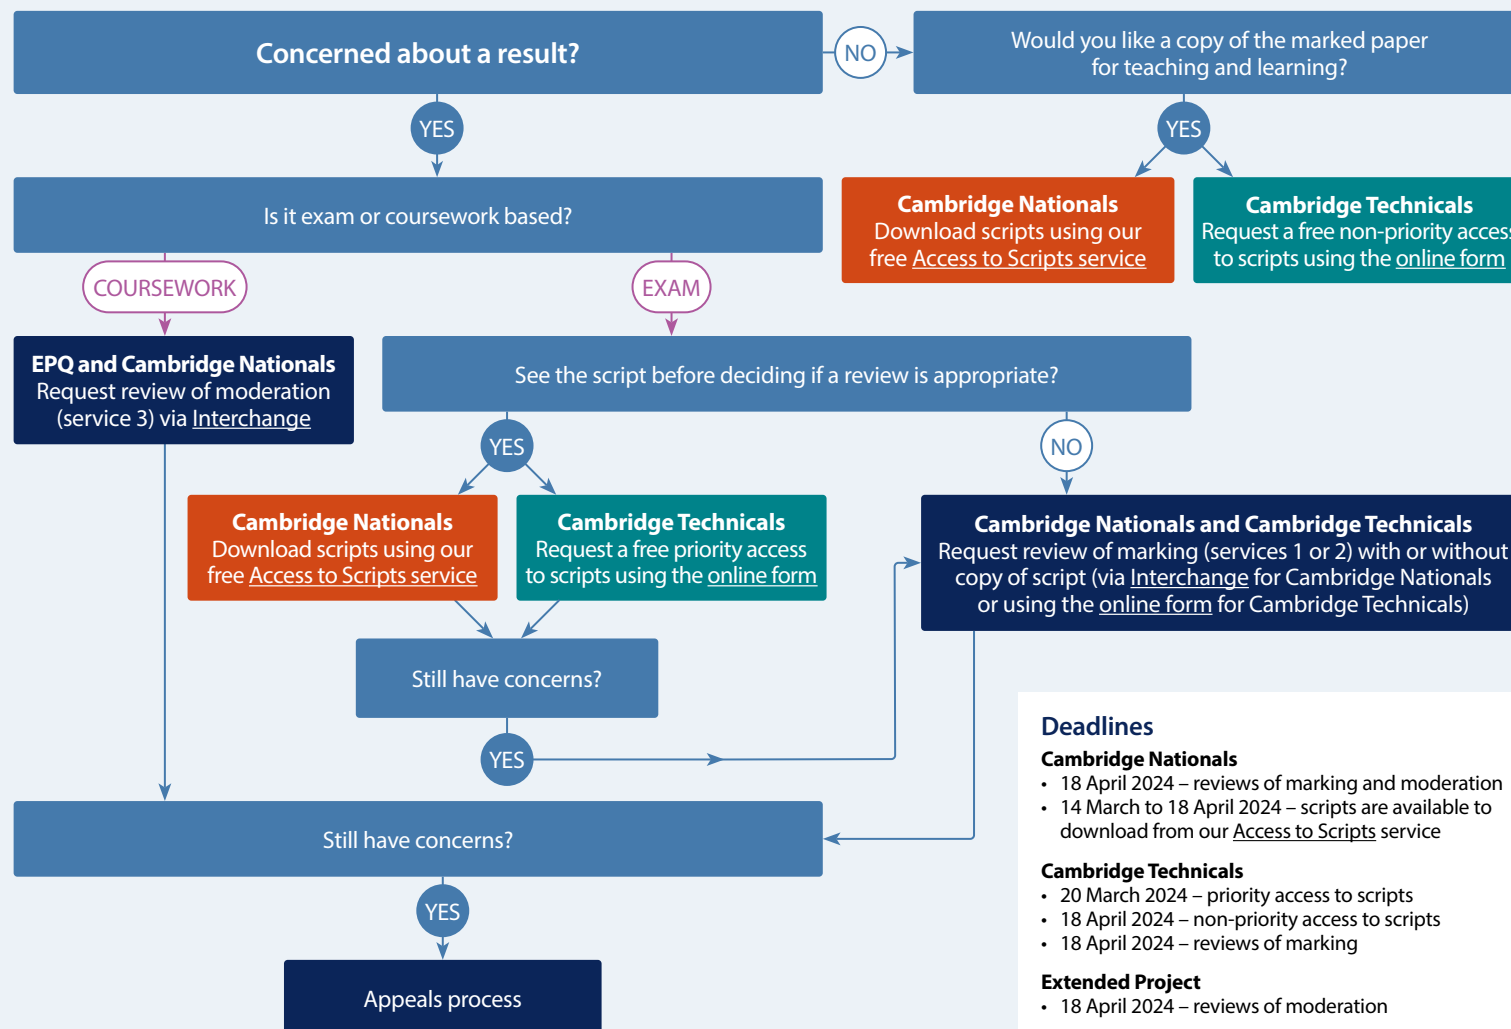 Concerned about a result?
NO
Would you like a copy of the marked paper
for teaching and learning?
YES
YES
Is it exam or coursework based?
Cambridge Nationals
Download scripts using our
free Access to Scripts service
Cambridge Technicals
Request a free non-priority access
to scripts using the online form
COURSEWORK
EXAM
EPQ and Cambridge Nationals
Request review of moderation
(service 3) via Interchange
See the script before deciding if a review is appropriate?
YES
NO
Cambridge Nationals
Download scripts using our
free Access to Scripts service
Cambridge Technicals
Request a free priority access
to scripts using the online form
Cambridge Nationals and Cambridge Technicals
Request review of marking (services 1 or 2) with or without
copy of script (via Interchange for Cambridge Nationals
or using the online form for Cambridge Technicals)
Still have concerns?
YES
Still have concerns?
YES
Appeals process
Deadlines
Cambridge Nationals
• 18 April 2024 – reviews of marking and moderation
• 14 March to 18 April 2024 – scripts are available to
download from our Access to Scripts service
Cambridge Technicals
• 20 March 2024 – priority access to scripts
• 18 April 2024 – non-priority access to scripts
• 18 April 2024 – reviews of marking
Extended Project
• 18 April 2024 – reviews of moderation